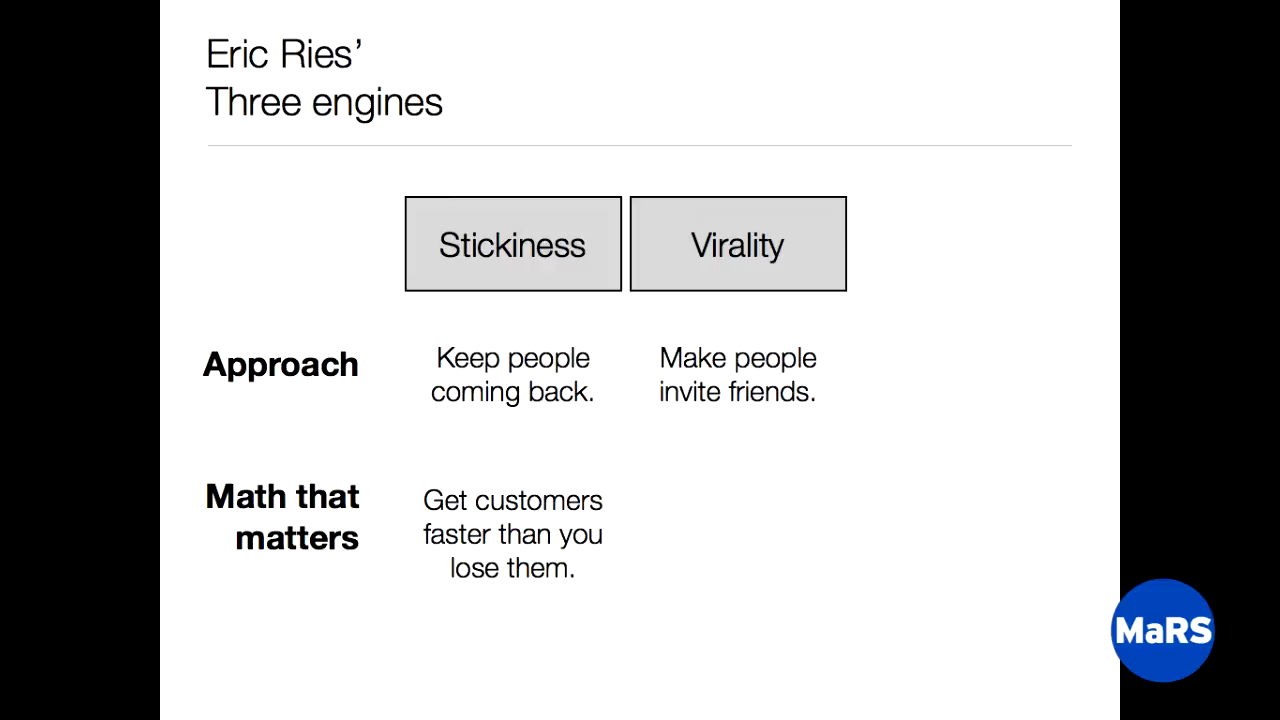 Eric Ries’
Three engines
Stickiness
Virality
Approach
Keep people
coming back.
Make people
invite friends.
Math that
matters
Get customers
faster than you
lose them.
MaRS